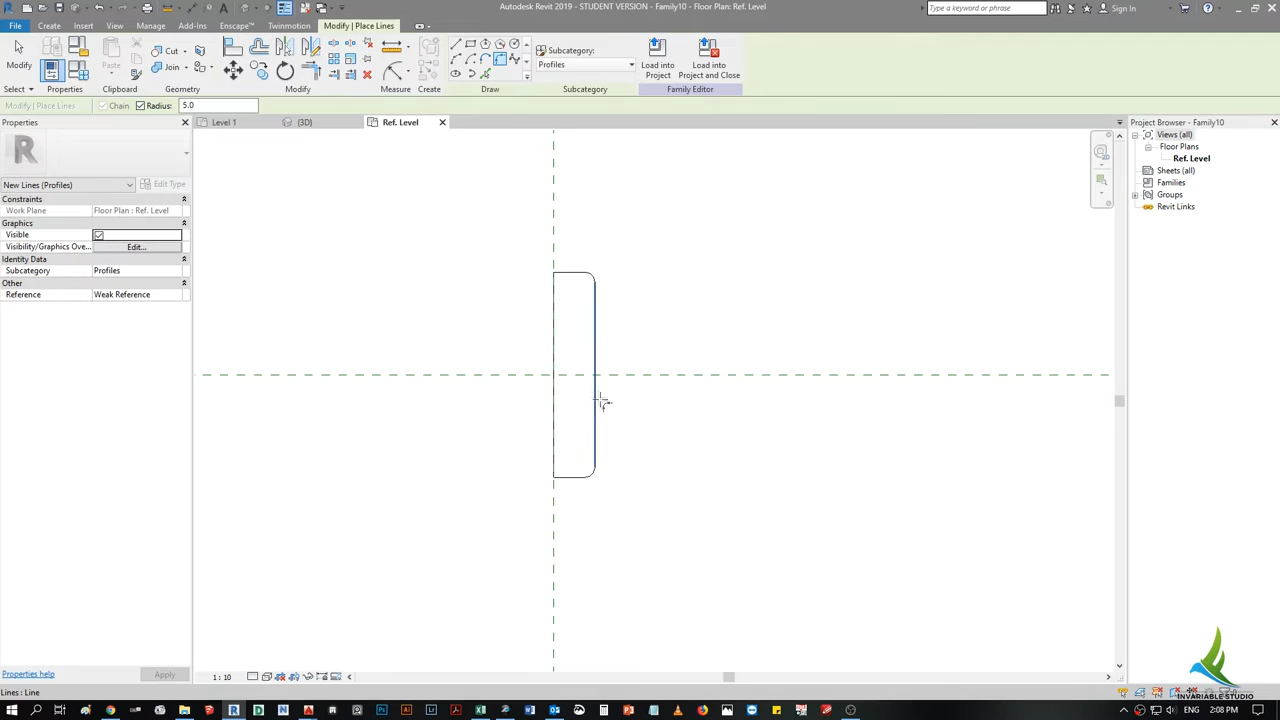 Autodesk Revit 2019 - STUDENT VERSION - Family10 - Floor Plan: Ref. Level
Type a keyword or phrase
Sign In
File Create Insert View Manage Add-Ins Enscape™ Twinmotion Modify | Place Lines
Modify
Paste
Cut
Join
Subcategory:
Profiles
Load into
Project
Load into
Project and Close
Select Properties Clipboard Geometry Modify Measure Create Draw Subcategory Family Editor
Modify | Place Lines Chain Radius: 5.0
Properties
Level 1
{3D}
Ref. Level
Project Browser - Family10
Views (all)
Floor Plans
Ref. Level
Sheets (all)
Families
Groups
Revit Links
New Lines (Profiles)
Edit Type
Constraints
Work Plane Floor Plan : Ref. Level
Graphics
Visible
Visibility/Graphics Ove... Edit...
Identity Data
Subcategory Profiles
Other
Reference Weak Reference
Properties help
Apply
1 : 10
Lines : Line
INVARIABLE STUDIO
ENG
2:08 PM